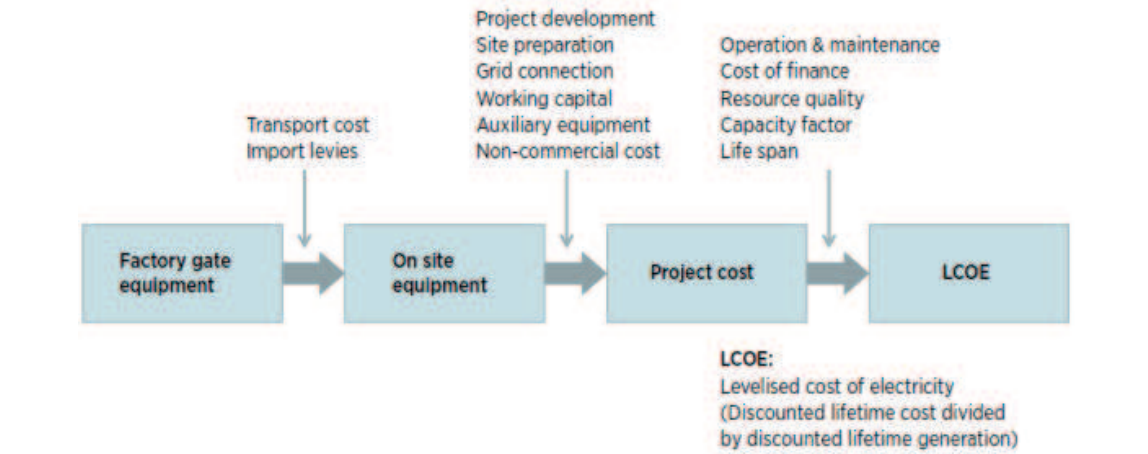 Project development
Site preparation
Grid connection
Working capital
Auxiliary equipment
Non-commercial cost
Operation & maintenance
Cost of finance
Resource quality
Capacity factor
Life span
Transport cost
Import levies
Factory gate
equipment
On site
equipment
Project cost
LCOE
LCOE:
Levelised cost of electricity
(Discounted lifetime cost divided
by discounted lifetime generation)